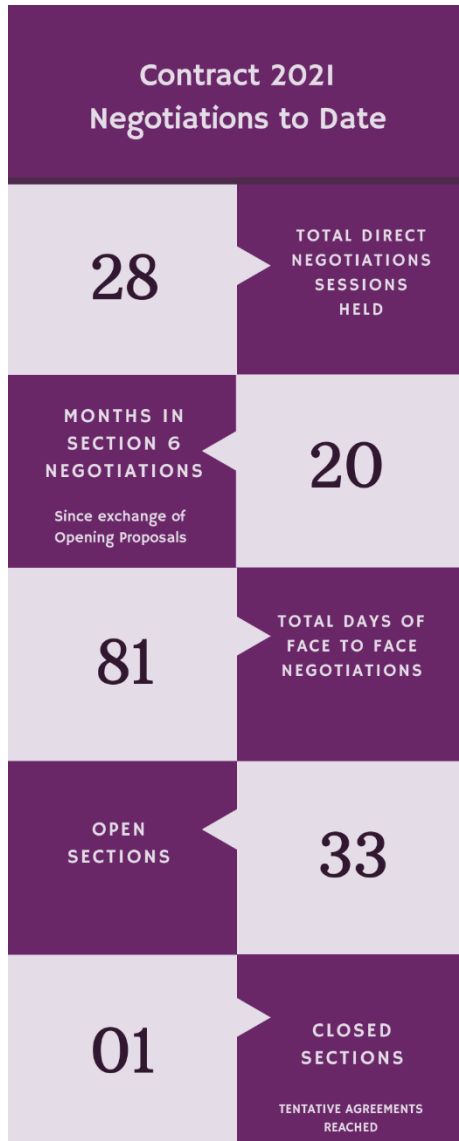 Contract 2021
Negotiations to Date
28
TOTAL DIRECT
NEGOTIATIONS
SESSIONS
HELD
MONTHS IN
SECTION 6
NEGOTIATIONS
Since exchange of
Opening Proposals
20
81
TOTAL DAYS OF
FACE TO FACE
NEGOTIATIONS
OPEN
SECTIONS
33
01
CLOSED
SECTIONS
TENTATIVE AGREEMENTS
REACHED